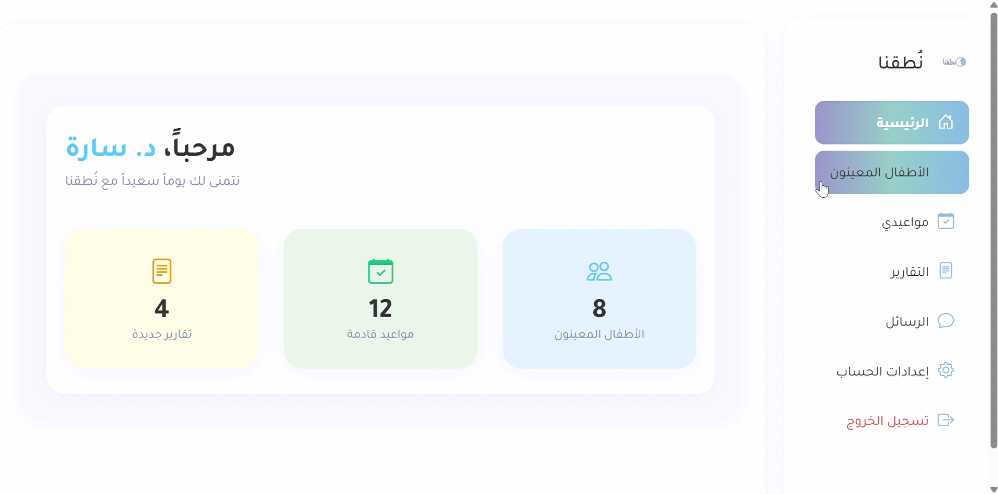 نُطقنا
نُطقنا
الرئيسية
الأطفال المعينون
مواعيدي
التقارير
الرسائل
إعدادات الحساب
تسجيل الخروج
مرحباً، د. سارة
نتمنى لك يوماً سعيداً مع نُطقنا
8
الأطفال المعينون
12
مواعيد قادمة
4
تقارير جديدة